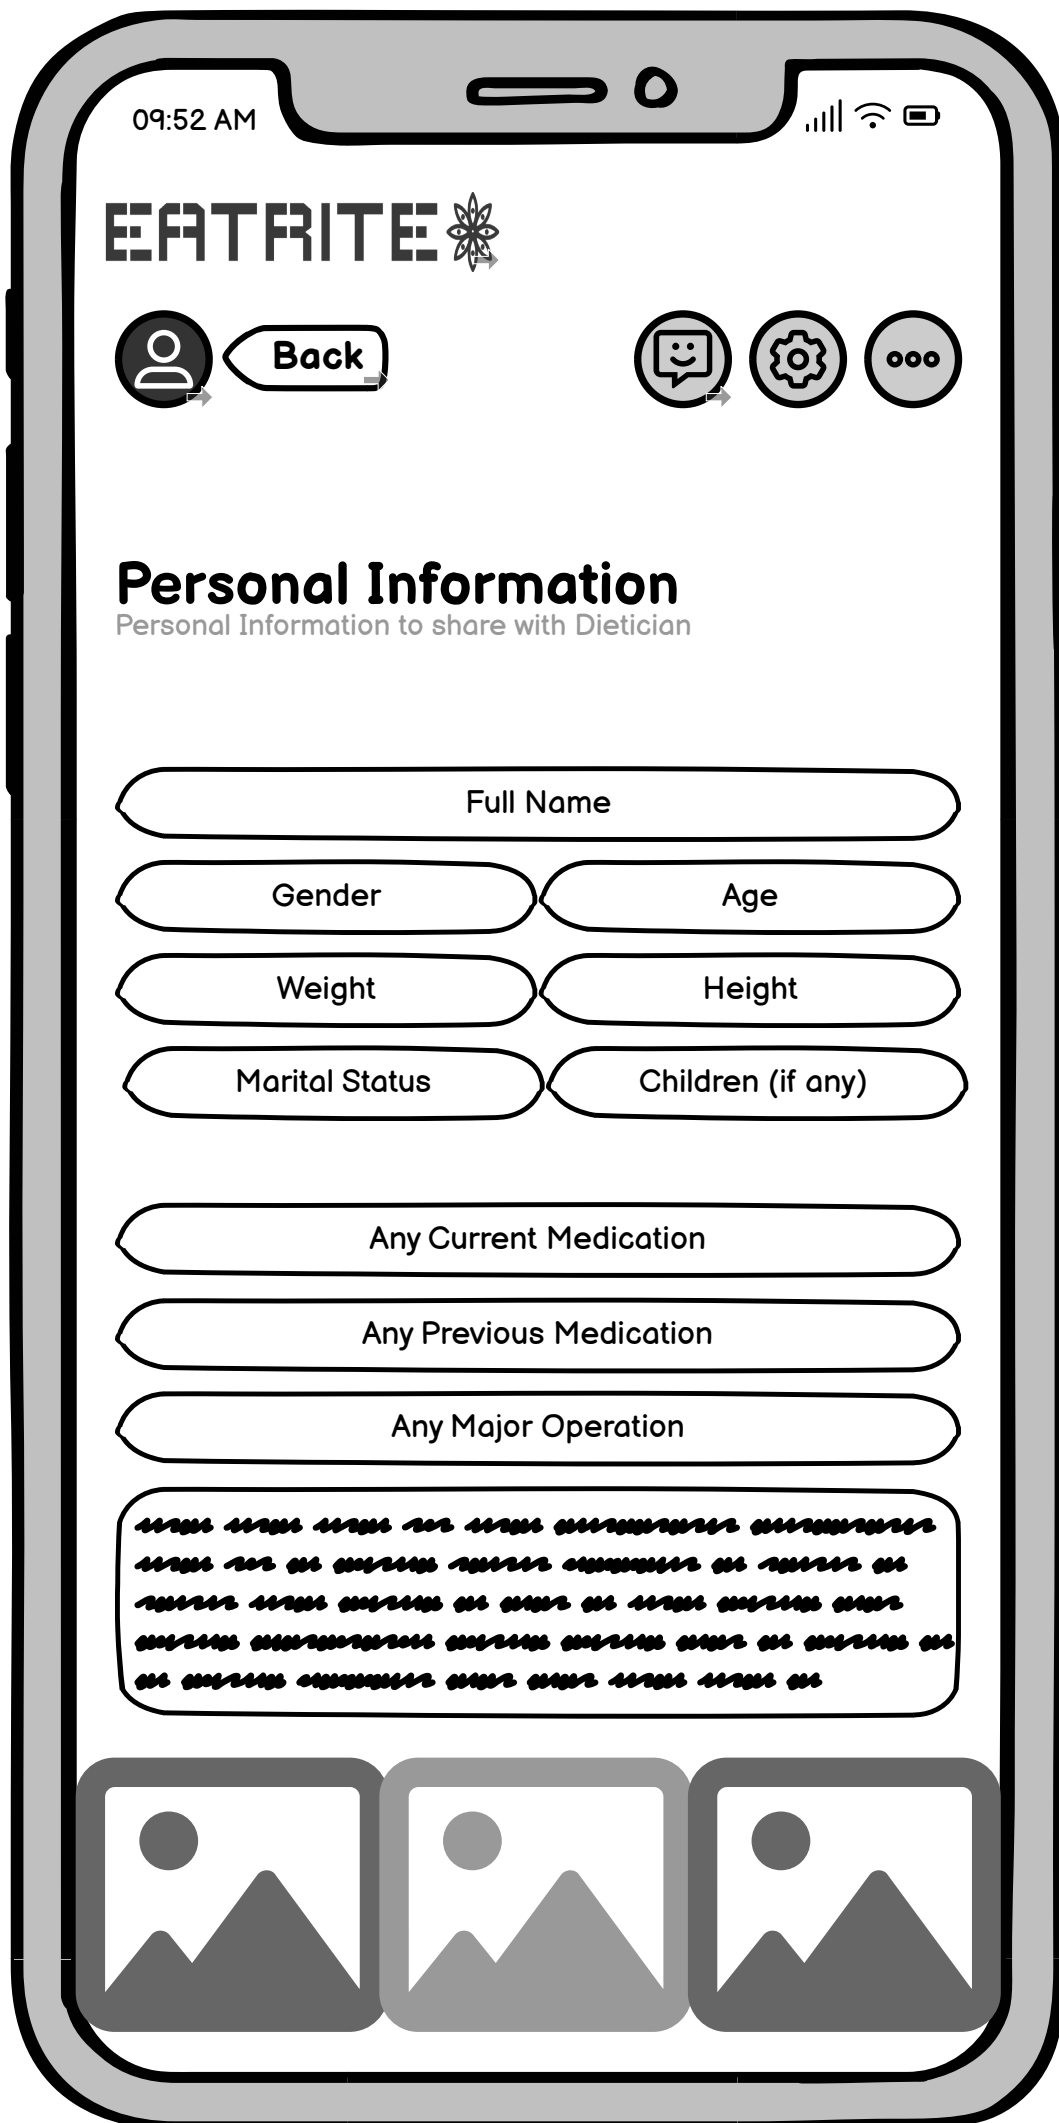 09:52 AM
EATRITE
Back
Personal Information
Personal Information to share with Dietician
Full Name
Gender Age
Weight Height
Marital Status Children (if any)
Any Current Medication
Any Previous Medication
Any Major Operation